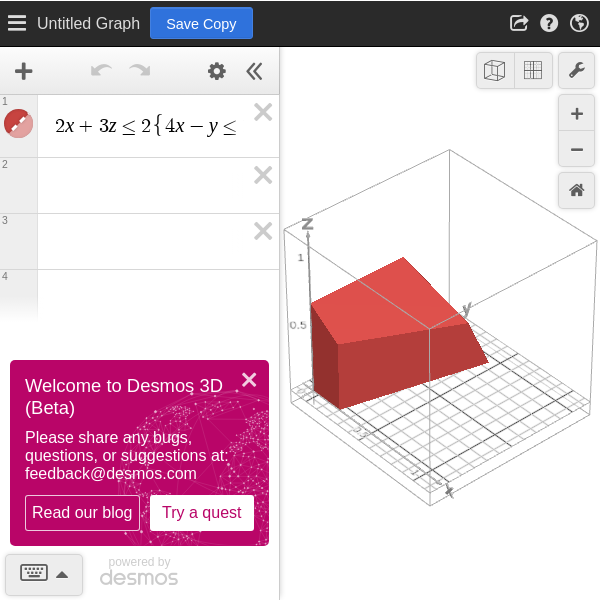 Untitled Graph
Save Copy
1
2x + 3z ≤ 2{4x − y ≤
2
3
4
Welcome to Desmos 3D
(Beta)
Please share any bugs,
questions, or suggestions at:
feedback@desmos.com
Read our blog
Try a quest
powered by
desmos
z
1
0.5
y
x